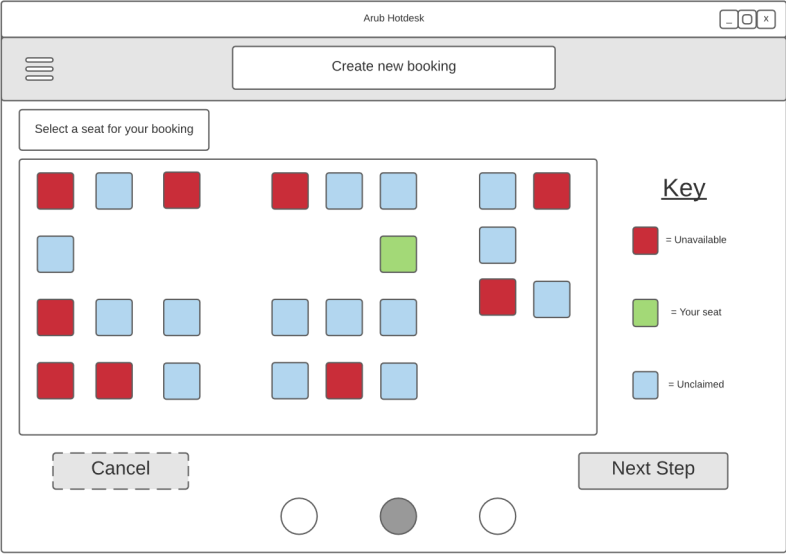 Arub Hotdesk
_ x
Create new booking
Select a seat for your booking
Key
= Unavailable
= Your seat
= Unclaimed
Cancel
Next Step